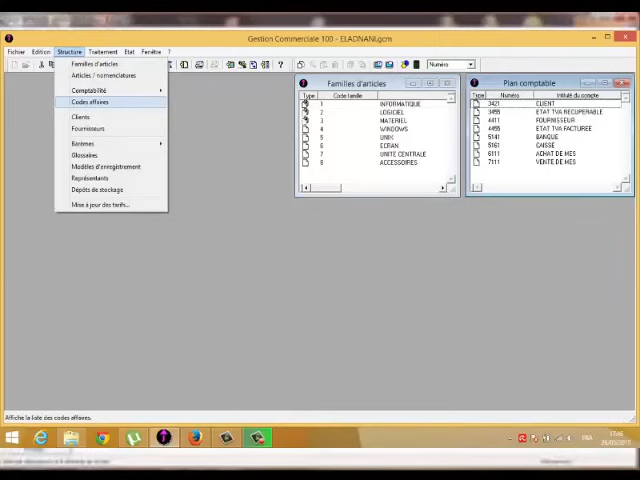 Gestion Commerciale 100 - ELADNANI.gcm
Fichier Edition Structure Traitement Etat Fenêtre ?
Familles d'articles
Articles / nomenclatures
Comptabilité
Codes affaires
Clients
Fournisseurs
Barèmes
Glossaires
Modèles d'enregistrement
Représentants
Dépôts de stockage
Mise à jour des tarifs...
Numéro
Familles d'articles
Type Code famille
1 INFORMATIQUE
2 LOGICIEL
3 MATERIEL
4 WINDOWS
5 UNIX
6 ECRAN
7 UNITE CENTRALE
8 ACCESSOIRES
Plan comptable
Type Numéro Intitulé du compte
3421 CLIENT
3455 ETAT TVA RECUPERABLE
4411 FOURNISSEUR
4455 ETAT TVA FACTUREE
5141 BANQUE
5161 CAISSE
6111 ACHAT DE MES
7111 VENTE DE MES
Affiche la liste des codes affaires.
FRA